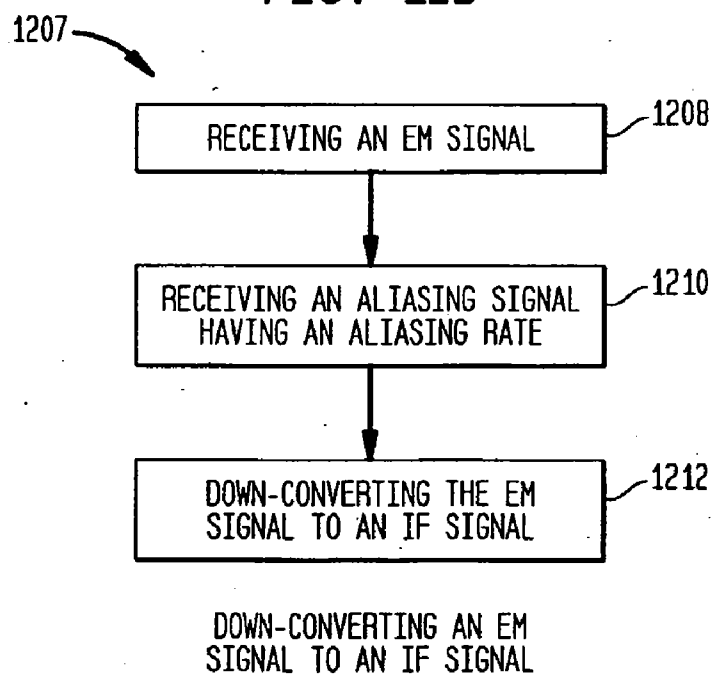 1207
1208
RECEIVING AN EM SIGNAL
1210
RECEIVING AN ALIASING SIGNAL
HAVING AN ALIASING RATE
1212
DOWN-CONVERTING THE EM
SIGNAL TO AN IF SIGNAL
DOWN-CONVERTING AN EM
SIGNAL TO AN IF SIGNAL